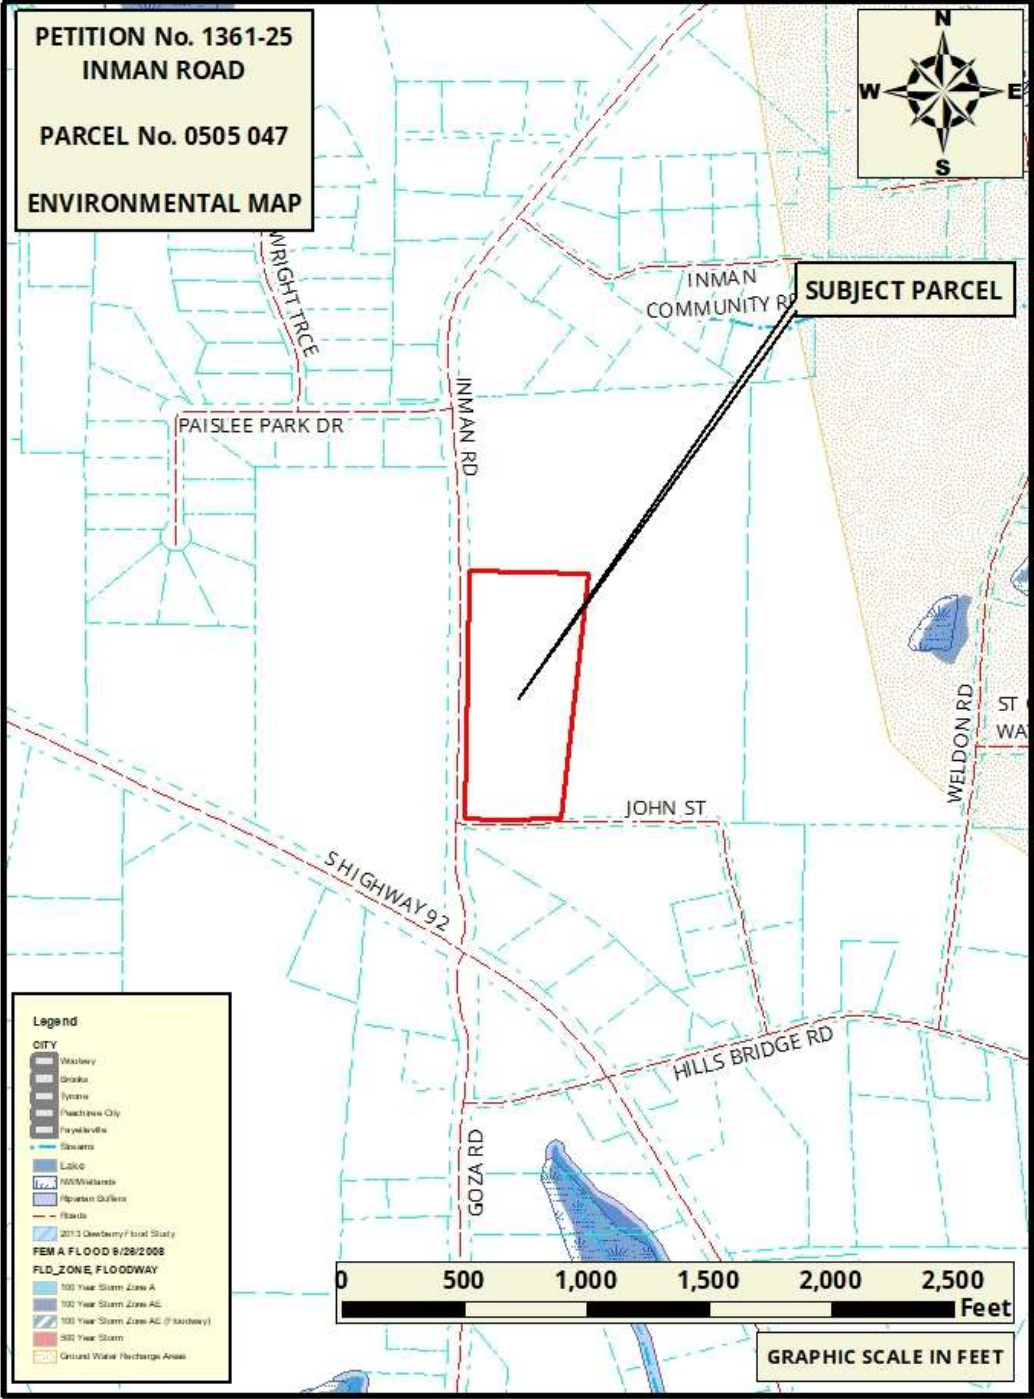 PETITION No. 1361-25
INMAN ROAD
PARCEL No. 0505 047
ENVIRONMENTAL MAP
N
W
E
S
WRIGHT TRCE
INMAN
COMMUNITY RD
SUBJECT PARCEL
PAISLEE PARK DR
INMAN RD
WELDON RD
ST
WA
JOHN ST
S HIGHWAY 92
HILLS BRIDGE RD
GOZA RD
Legend
CITY
Woolsey
Brooks
Tyrone
Peachtree City
Fayetteville
Streams
Lake
NWI Wetlands
Riparian Buffers
Roads
2013 Dewberry Flood Study
FEMA FLOOD 9/26/2008
FLD_ZONE, FLOODWAY
100 Year Storm Zone A
100 Year Storm Zone AE
100 Year Storm Zone AE (Floodway)
500 Year Storm
Ground Water Recharge Areas
0 500 1,000 1,500 2,000 2,500
Feet
GRAPHIC SCALE IN FEET